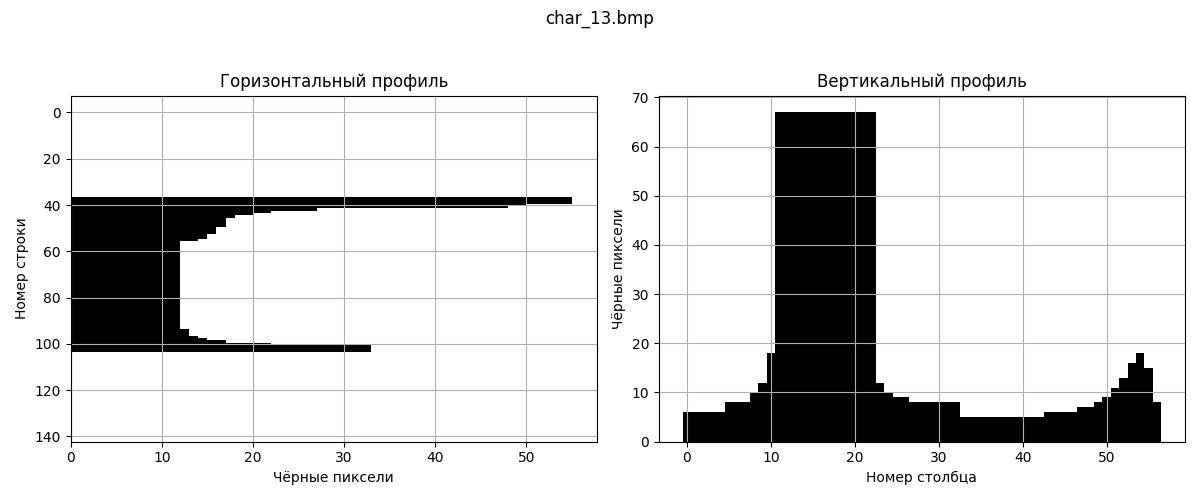 char_13.bmp
Горизонтальный профиль
Вертикальный профиль
Номер строки
0
20
40
60
80
100
120
140
0 10 20 30 40 50
Чёрные пиксели
Чёрные пиксели
70
60
50
40
30
20
10
0
0 10 20 30 40 50
Номер столбца